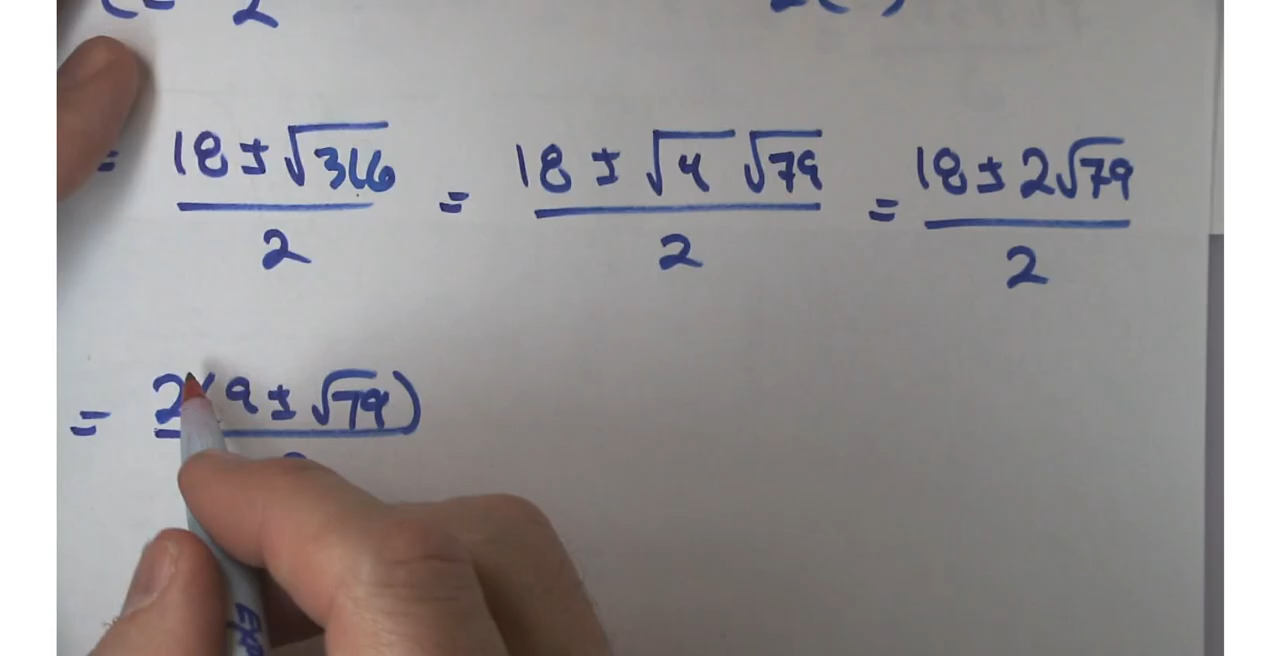 = 18 ± √316 / 2 = 18 ± √4 √79 / 2 = 18 ± 2√79 / 2
= 2(9 ± √79)